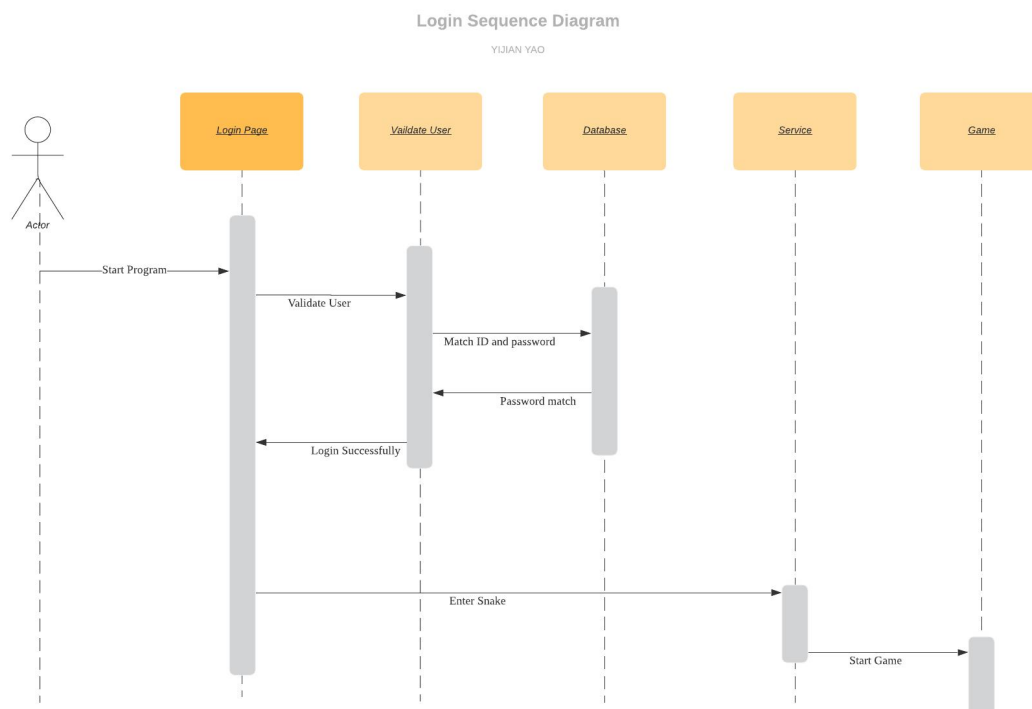 Login Sequence Diagram
YIJIAN YAO
Login Page
Vaildate User
Database
Service
Game
Actor
Start Program
Validate User
Match ID and password
Password match
Login Successfully
Enter Snake
Start Game